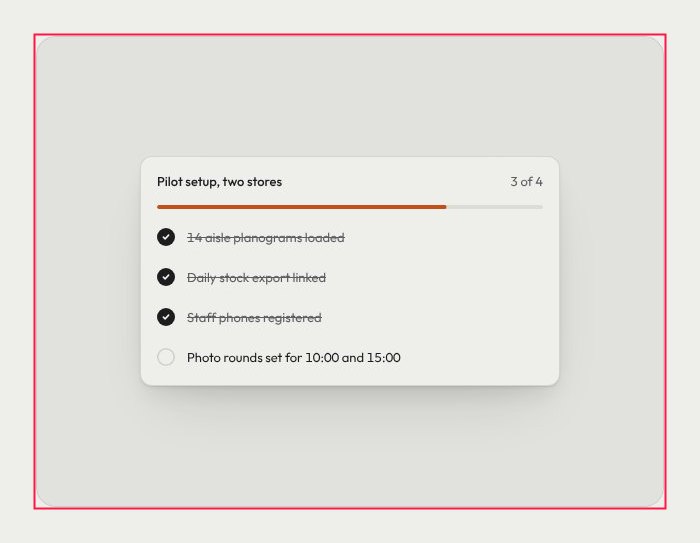 Pilot setup, two stores
3 of 4
14 aisle planograms loaded
Daily stock export linked
Staff phones registered
Photo rounds set for 10:00 and 15:00